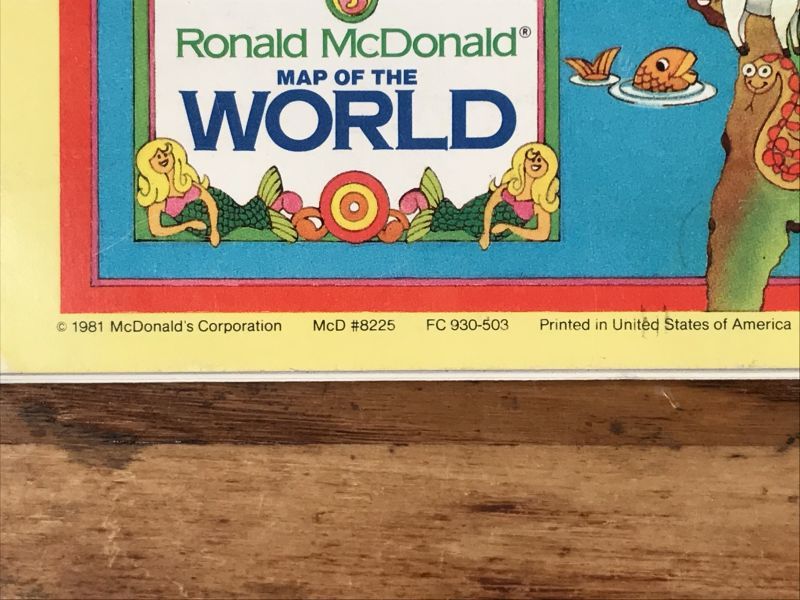 Ronald McDonald®
MAP OF THE
WORLD
© 1981 McDonald's Corporation McD #8225 FC 930-503 Printed in United States of America